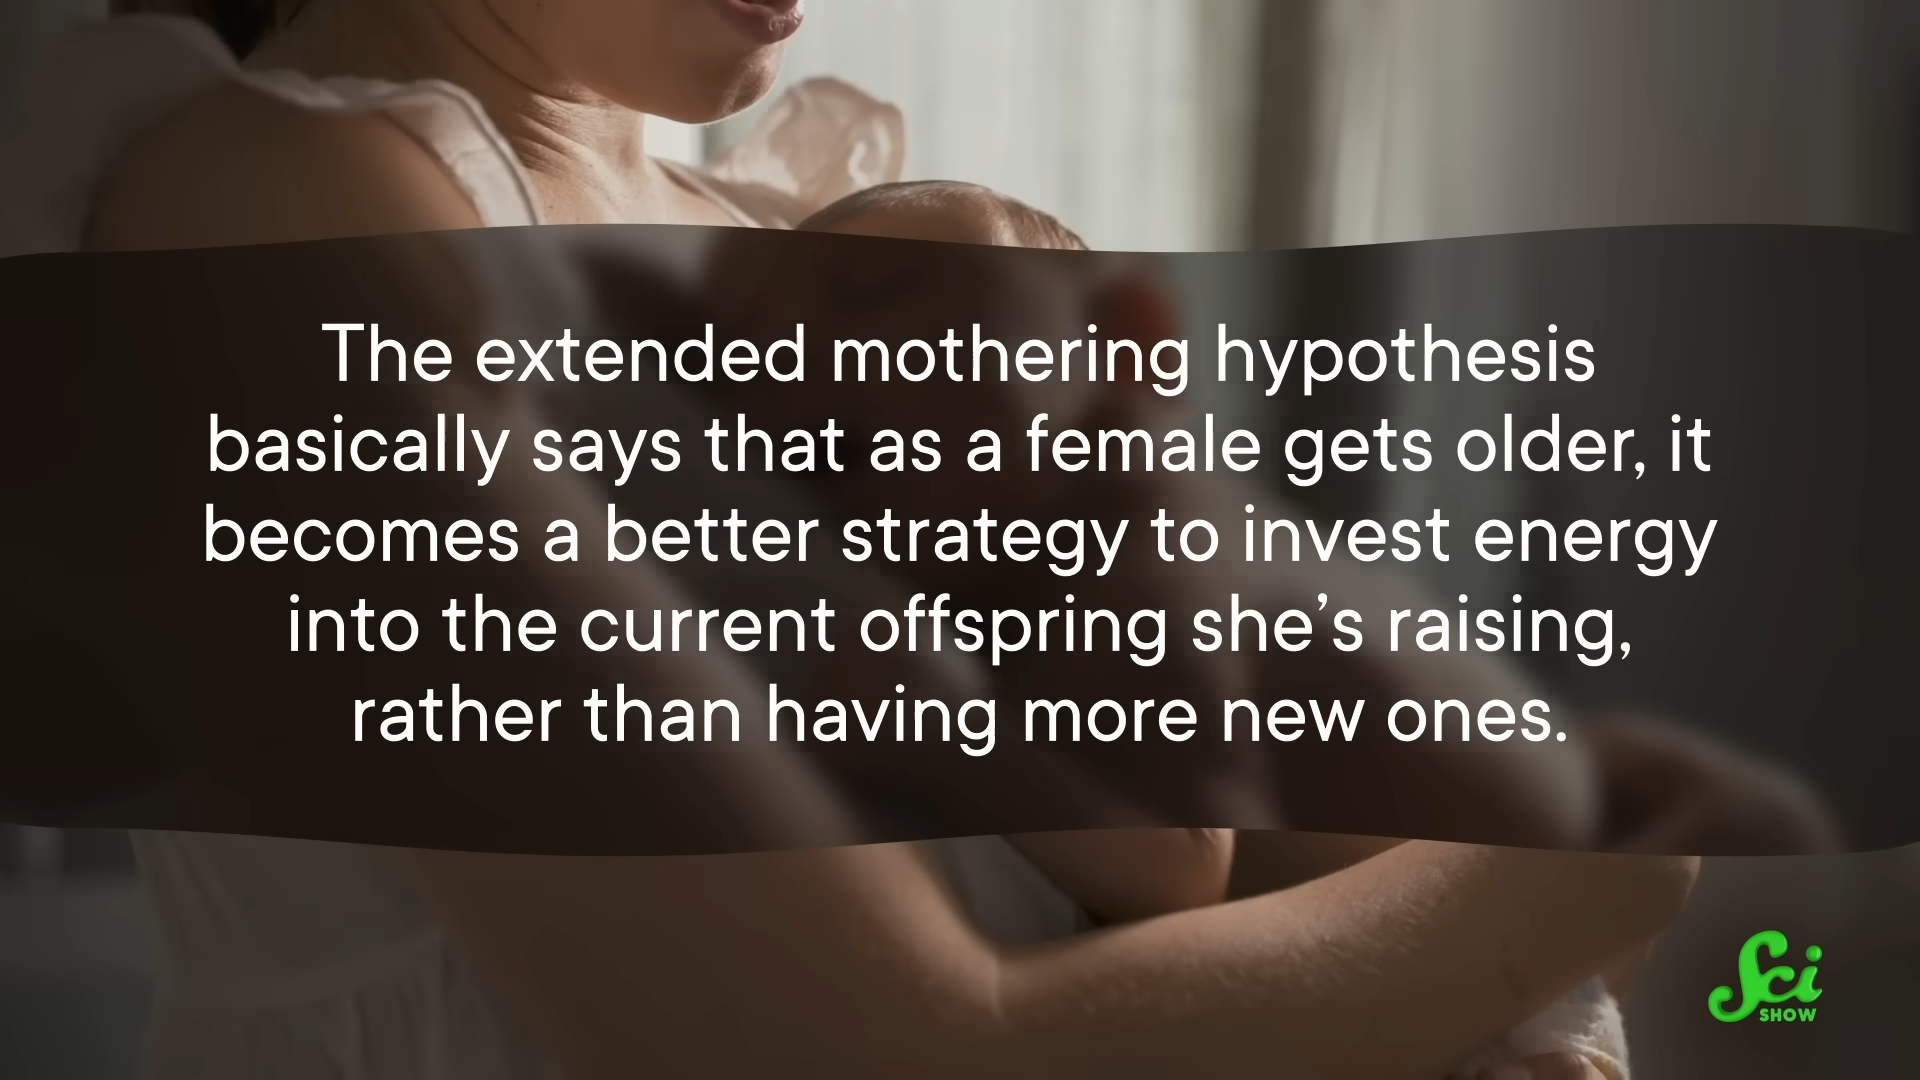 The extended mothering hypothesis
basically says that as a female gets older, it
becomes a better strategy to invest energy
into the current offspring she’s raising,
rather than having more new ones.
Sci
SHOW